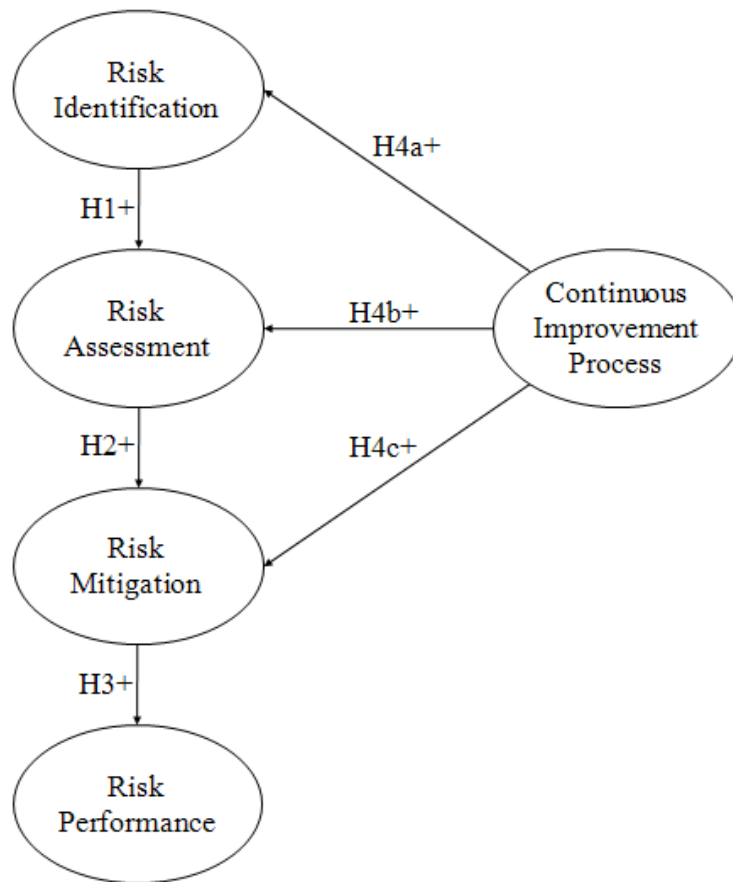 Risk
Identification
H4a+
H1+
Continuous
Improvement
Process
Risk
Assessment
H4b+
H2+
H4c+
Risk
Mitigation
H3+
Risk
Performance